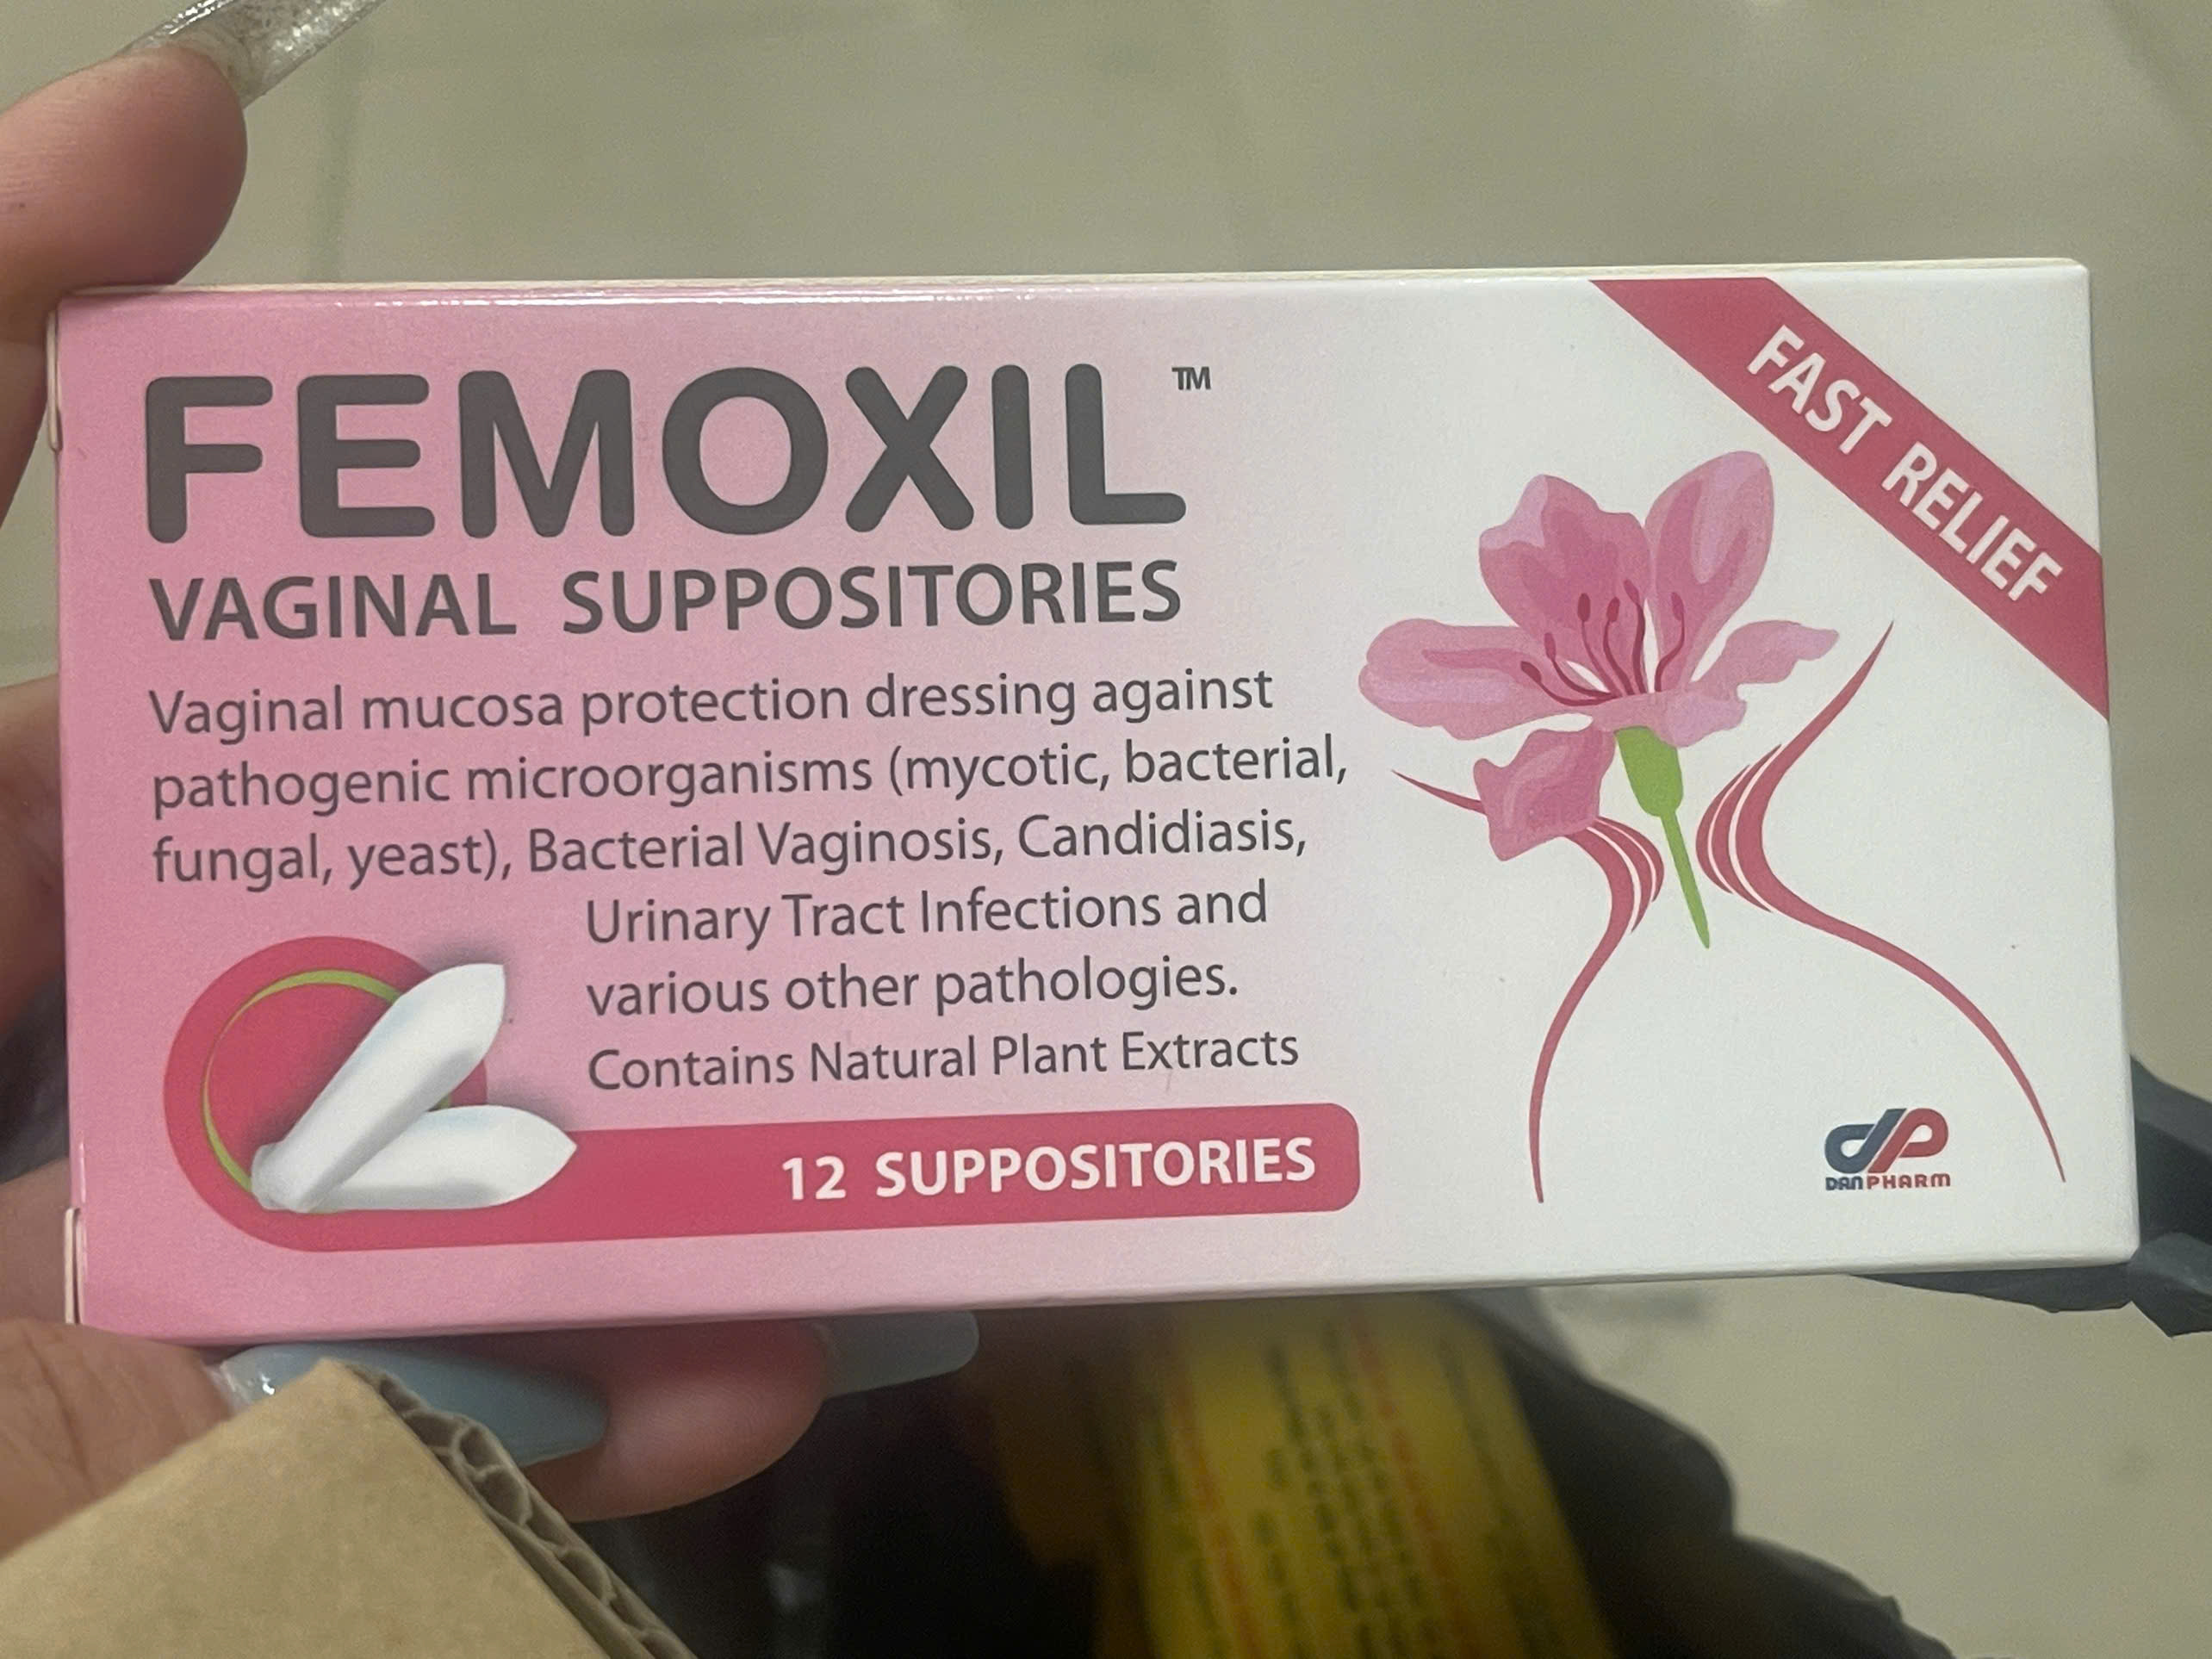 FEMOXIL™
VAGINAL SUPPOSITORIES
Vaginal mucosa protection dressing against
pathogenic microorganisms (mycotic, bacterial,
fungal, yeast), Bacterial Vaginosis, Candidiasis,
Urinary Tract Infections and
various other pathologies.
Contains Natural Plant Extracts
12 SUPPOSITORIES
FAST RELIEF
dp
DANPHARM